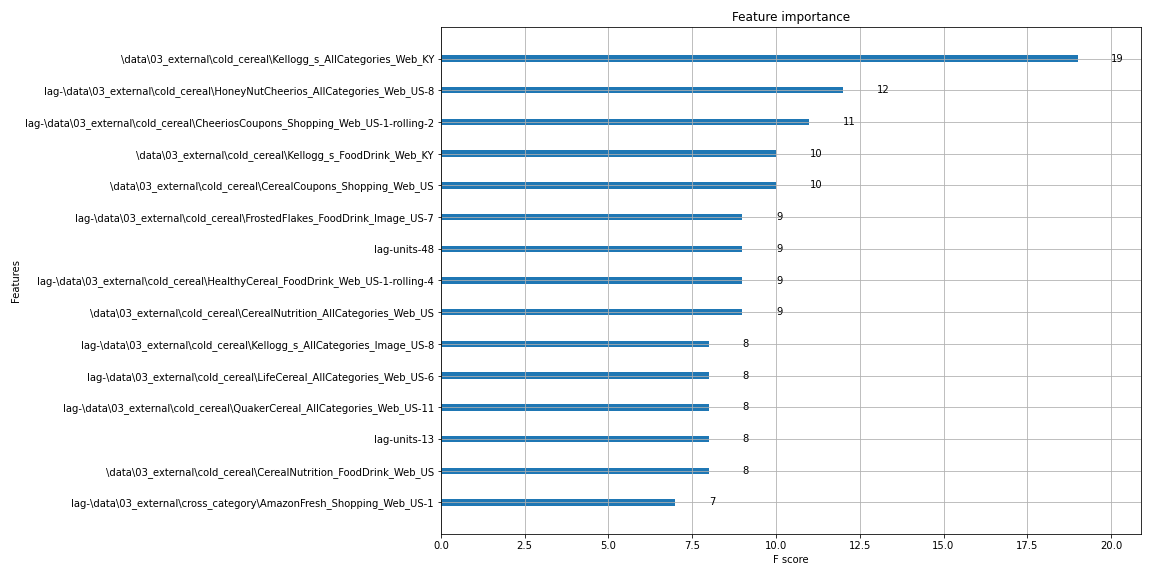 Feature importance
\data\03_external\cold_cereal\Kellogg_s_AllCategories_Web_KY 19
lag-\data\03_external\cold_cereal\HoneyNutCheerios_AllCategories_Web_US-8 12
lag-\data\03_external\cold_cereal\CheeriosCoupons_Shopping_Web_US-1-rolling-2 11
\data\03_external\cold_cereal\Kellogg_s_FoodDrink_Web_KY 10
\data\03_external\cold_cereal\CerealCoupons_Shopping_Web_US 10
lag-\data\03_external\cold_cereal\FrostedFlakes_FoodDrink_Image_US-7 9
lag-units-48 9
lag-\data\03_external\cold_cereal\HealthyCereal_FoodDrink_Web_US-1-rolling-4 9
\data\03_external\cold_cereal\CerealNutrition_AllCategories_Web_US 9
lag-\data\03_external\cold_cereal\Kellogg_s_AllCategories_Image_US-8 8
lag-\data\03_external\cold_cereal\LifeCereal_AllCategories_Web_US-6 8
lag-\data\03_external\cold_cereal\QuakerCereal_AllCategories_Web_US-11 8
lag-units-13 8
\data\03_external\cold_cereal\CerealNutrition_FoodDrink_Web_US 8
lag-\data\03_external\cross_category\AmazonFresh_Shopping_Web_US-1 7
Features
0.0 2.5 5.0 7.5 10.0 12.5 15.0 17.5 20.0
F score